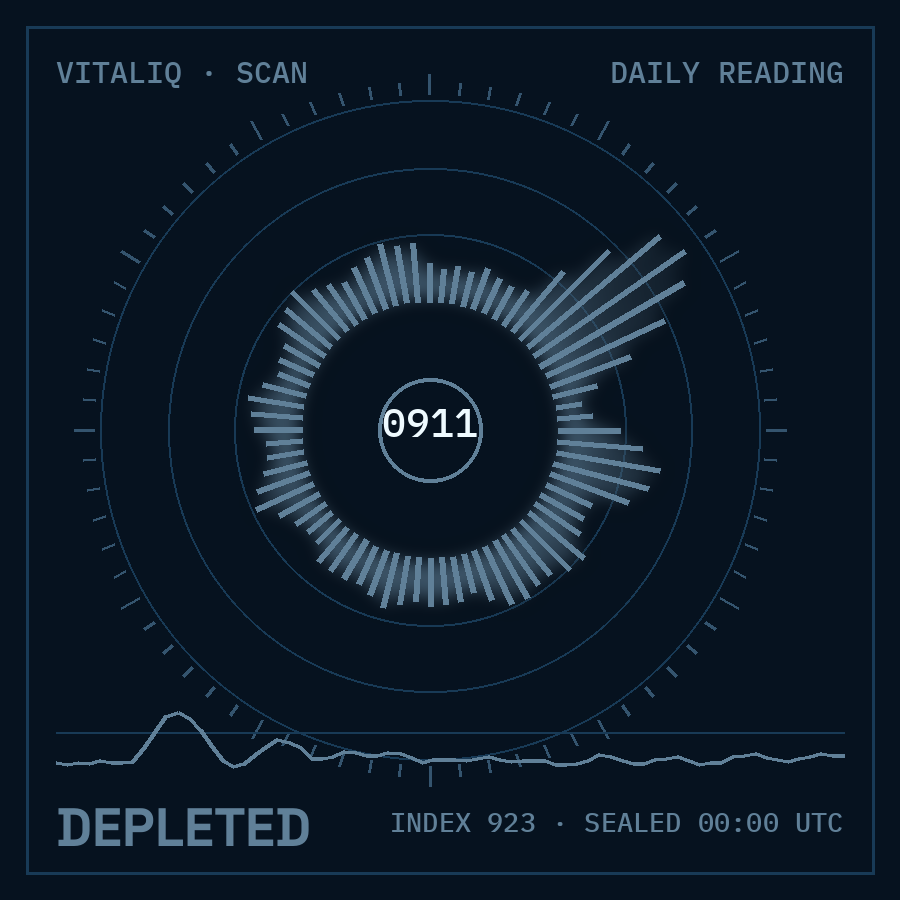 VITALIQ · SCAN
DAILY READING
0911
DEPLETED
INDEX 923 · SEALED 00:00 UTC